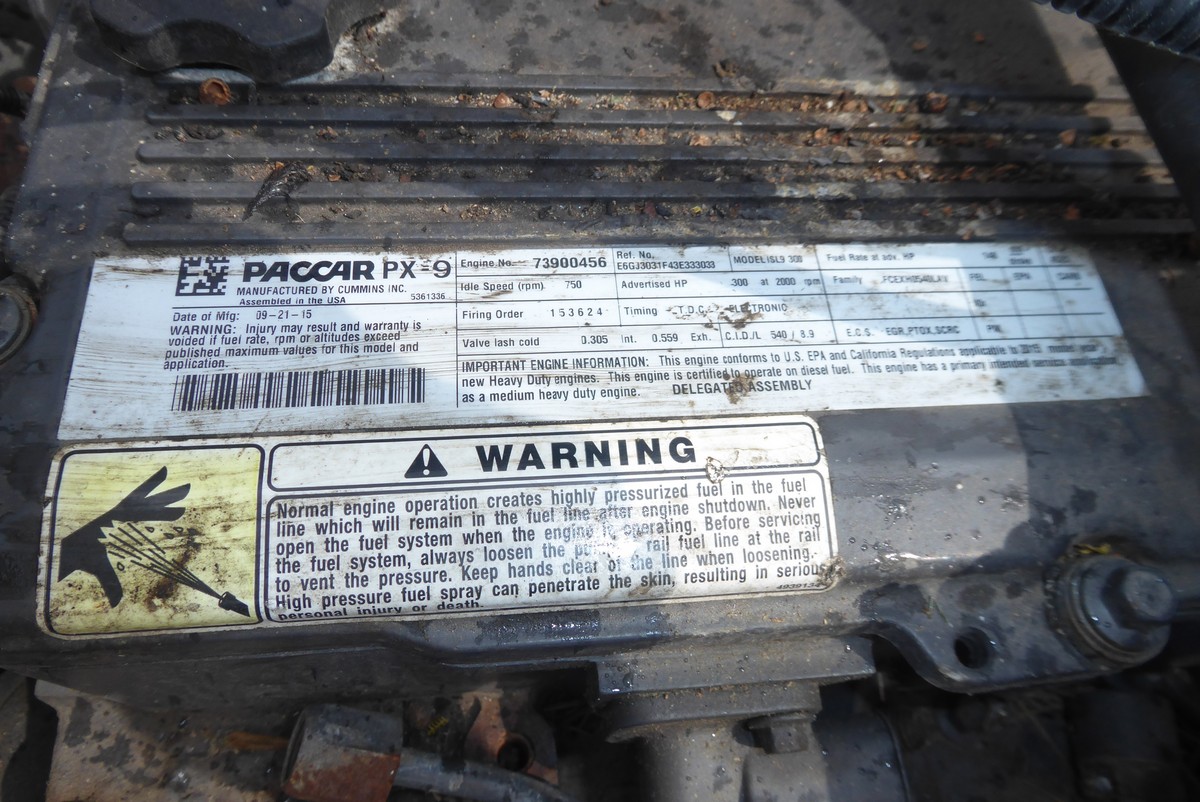 PACCAR PX-9
MANUFACTURED BY CUMMINS INC.
Assembled in the USA 5361336
Date of Mfg: 09-21-15
WARNING: Injury may result and warranty is
voided if fuel rate, rpm or altitudes exceed
published maximum values for this model and
application.
Engine No. 73900456
Ref. No.
E6GJ3031F43E333033
MODEL ISL9 300
Fuel Rate at adv. HP
Idle Speed (rpm) 750
Advertised HP 300 at 2000 rpm
Family FCEXH0540LAV
FEL EPA CARB
Firing Order 153624
Timing - T.D.C. ELECTRONIC
Valve lash cold 0.305 Int. 0.559 Exh.
C.I.D./L 540 / 8.9
E.C.S. EGR,PTOX,SCRC
PM
IMPORTANT ENGINE INFORMATION: This engine conforms to U.S. EPA and California Regulations applicable to
new Heavy Duty engines. This engine is certified to operate on diesel fuel. This engine has a primary intended service
as a medium heavy duty engine. DELEGATED ASSEMBLY
WARNING
Normal engine operation creates highly pressurized fuel in the fuel
line which will remain in the fuel line after engine shutdown. Never
open the fuel system when the engine is operating. Before servicing
the fuel system, always loosen the rail fuel line at the rail
to vent the pressure. Keep hands clear of the line when loosening.
High pressure fuel spray can penetrate the skin, resulting in serious
personal injury or death.